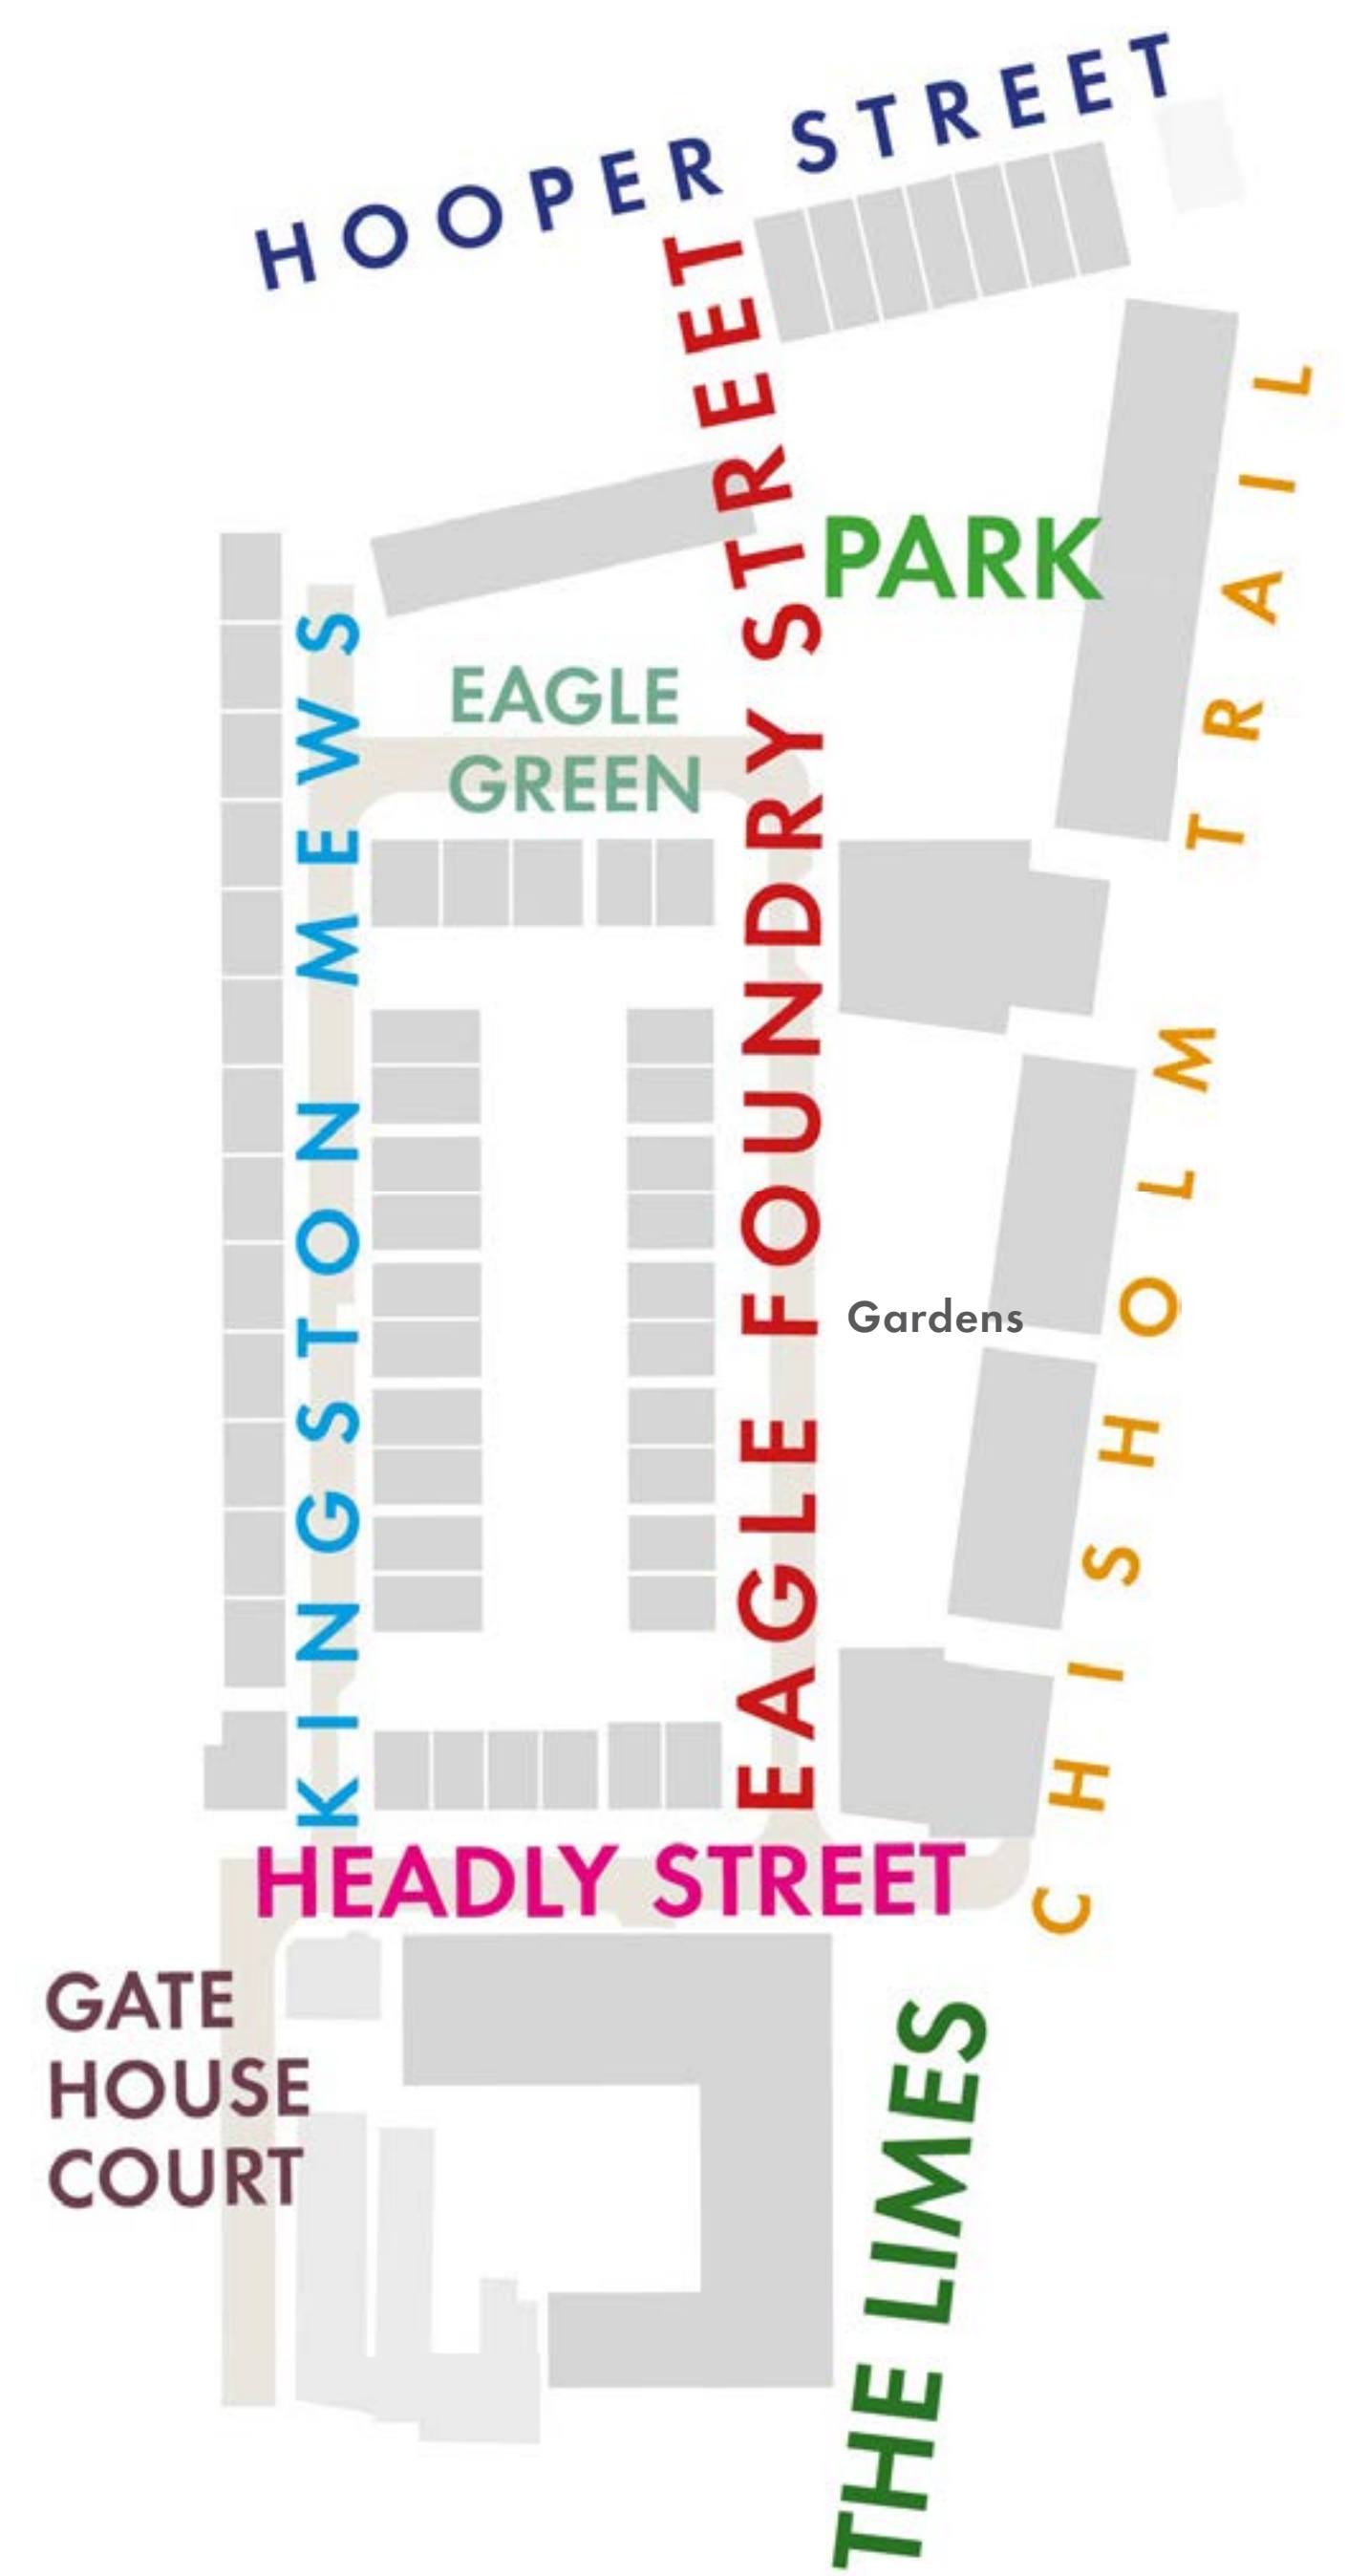 HOOPER STREET
EAGLE FOUNDRY STREET
PARK
CHISHOLM TRAIL
KINGSTON MEWS
EAGLE
GREEN
Gardens
HEADLY STREET
GATE
HOUSE
COURT
THE LIMES